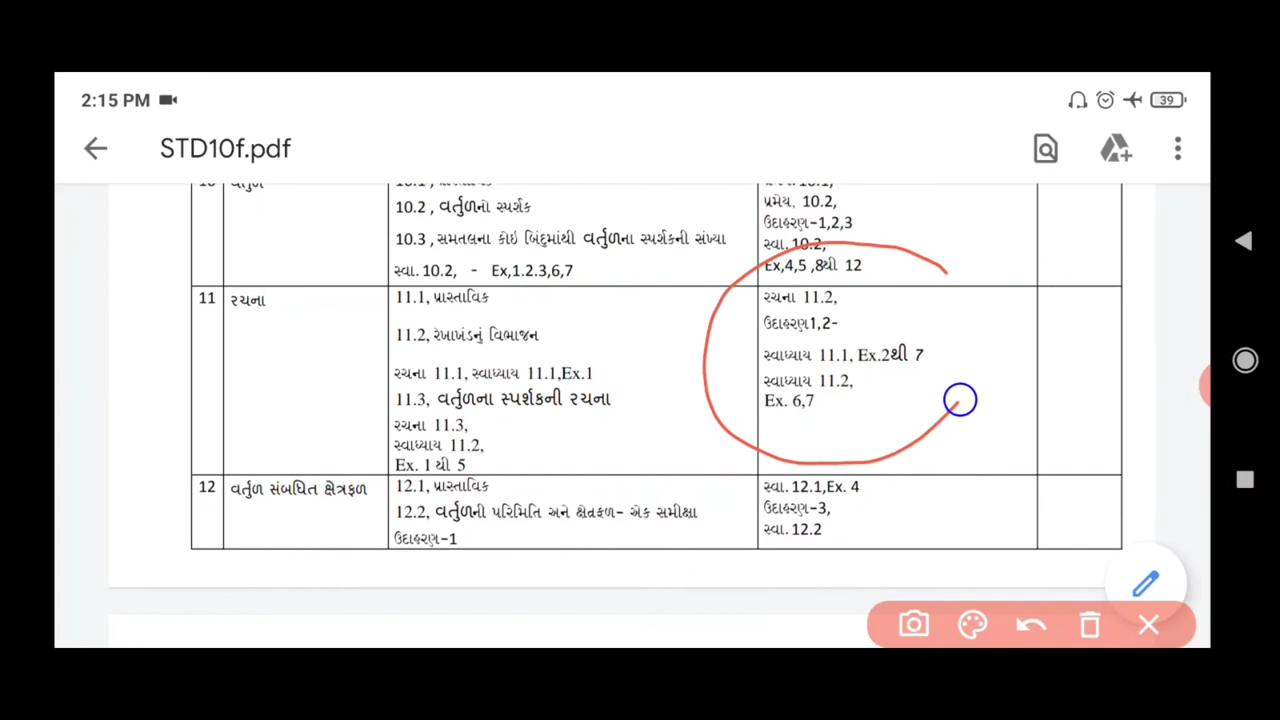 2:15 PM
39
STD10f.pdf
10.2 , વર્તુળનો સ્પર્શક
10.3 , સમતલના કોઇ બિંદુમાંથી વર્તુળના સ્પર્શકની સંખ્યા
સ્વા. 10.2, - Ex,1.2.3,6,7
પ્રમેય. 10.2,
ઉદાહરણ-1,2,3
સ્વા. 10.2,
Ex,4,5 ,8થી 12
11 રચના
11.1, પ્રાસ્તાવિક
11.2, રેખાખંડનું વિભાજન
રચના 11.1, સ્વાધ્યાય 11.1,Ex.1
11.3, વર્તુળના સ્પર્શકની રચના
રચના 11.3,
સ્વાધ્યાય 11.2,
Ex. 1 થી 5
રચના 11.2,
ઉદાહરણ1,2-
સ્વાધ્યાય 11.1, Ex.2થી 7
સ્વાધ્યાય 11.2,
Ex. 6,7
12 વર્તુળ સંબધિત ક્ષેત્રફળ
12.1, પ્રાસ્તાવિક
12.2, વર્તુળની પરિમિતિ અને ક્ષેત્રફળ- એક સમીક્ષા
ઉદાહરણ-1
સ્વા. 12.1,Ex. 4
ઉદાહરણ-3,
સ્વા. 12.2